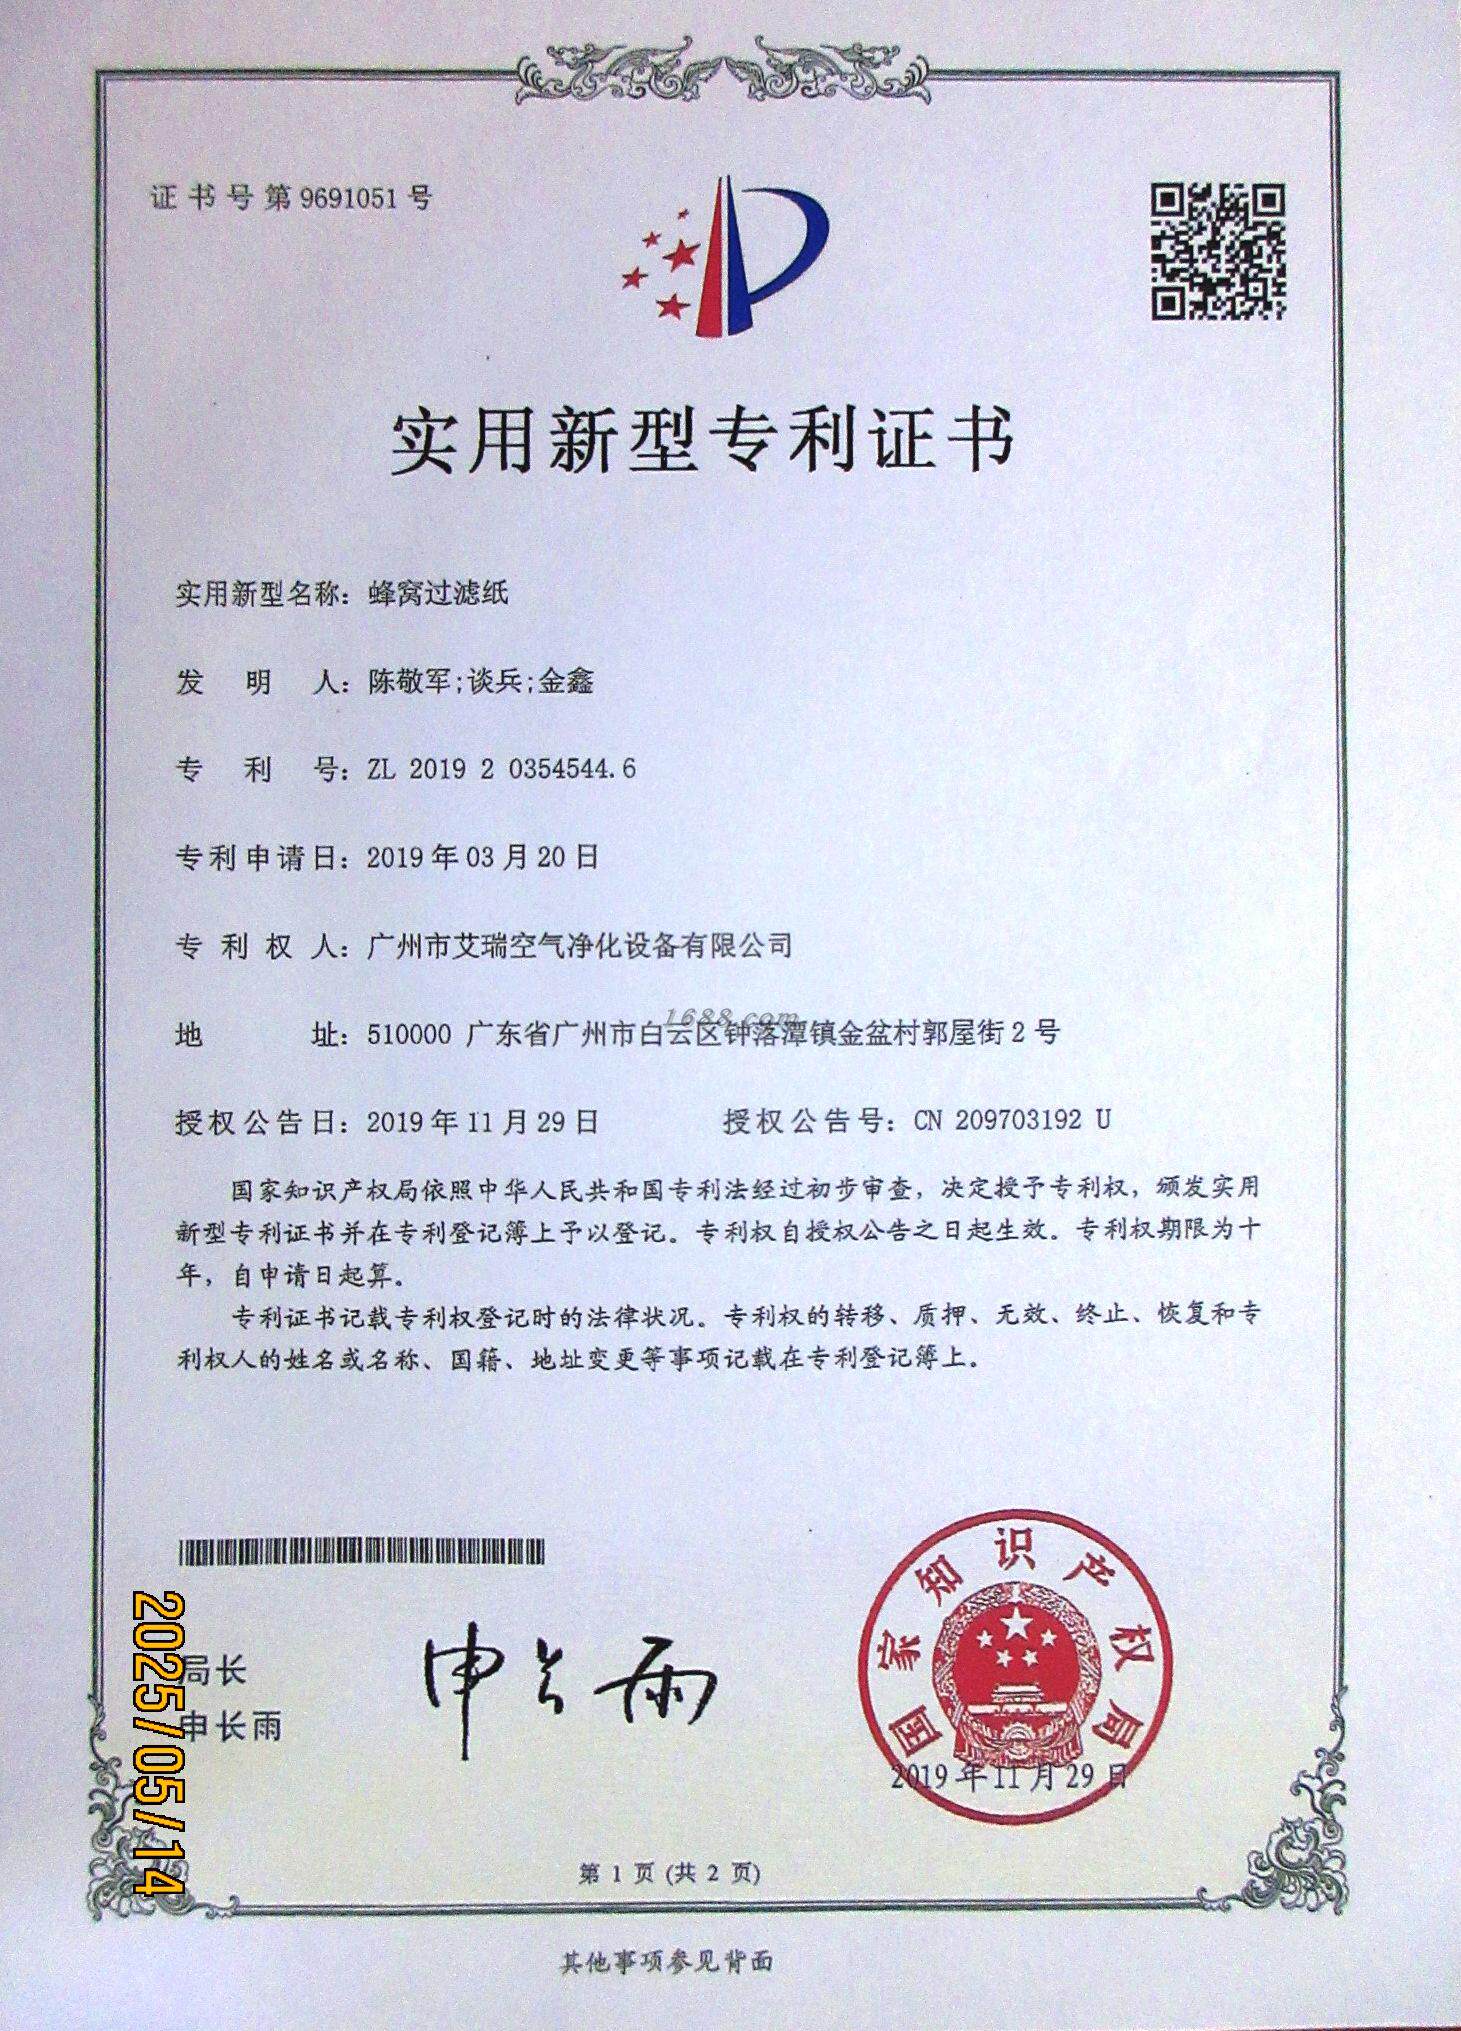 证书号第9691051号
实用新型专利证书
实用新型名称：蜂窝过滤纸
发明人：陈敬军;谈兵;金鑫
专利号：ZL 2019 2 0354544.6
专利申请日：2019年03月20日
专利权人：广州市艾瑞空气净化设备有限公司
1688.com
地址：510000 广东省广州市白云区钟落潭镇金盆村郭屋街2号
授权公告日：2019年11月29日 授权公告号：CN 209703192 U
国家知识产权局依照中华人民共和国专利法经过初步审查，决定授予专利权，颁发实用
新型专利证书并在专利登记簿上予以登记。专利权自授权公告之日起生效。专利权期限为十
年，自申请日起算。
专利证书记载专利权登记时的法律状况。专利权的转移、质押、无效、终止、恢复和专
利权人的姓名或名称、国籍、地址变更等事项记载在专利登记簿上。
局长
申长雨
申长雨
国家知识产权局
2019年11月29日
2025/05/14
第 1 页 (共 2 页)
其他事项参见背面